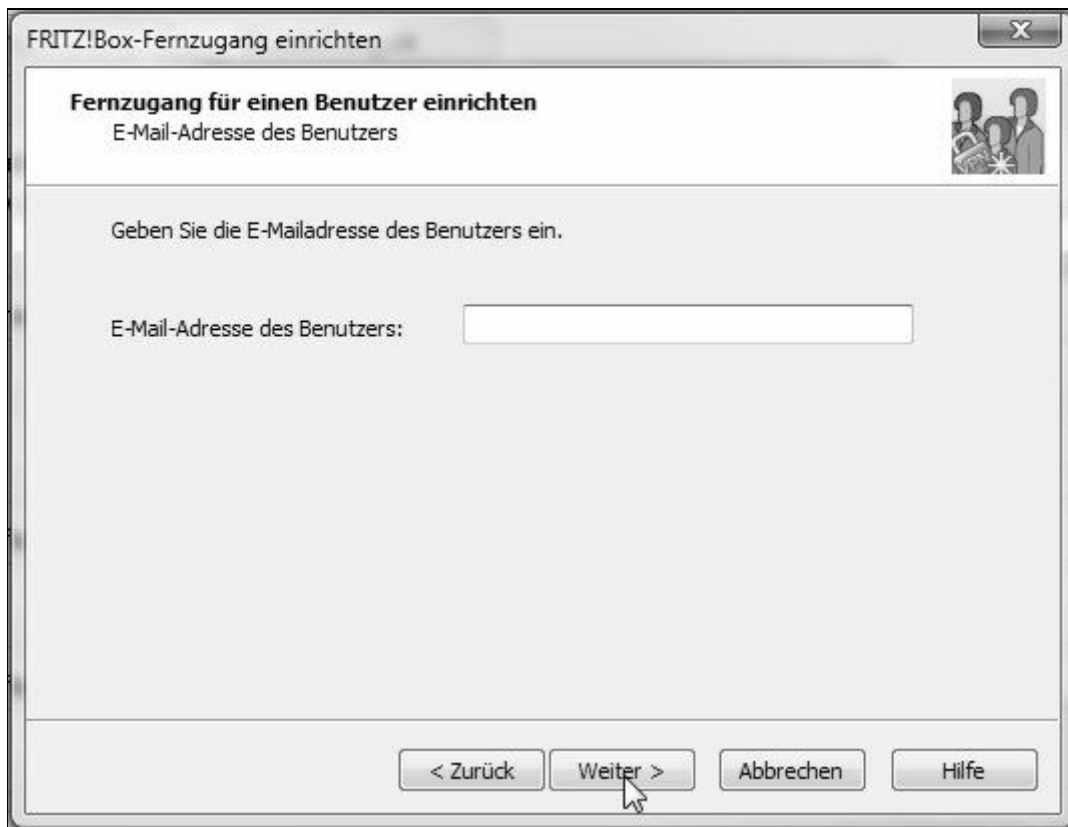 FRITZ!Box-Fernzugang einrichten
X
Fernzugang für einen Benutzer einrichten
E-Mail-Adresse des Benutzers
VPN
Geben Sie die E-Mailadresse des Benutzers ein.
E-Mail-Adresse des Benutzers:
< Zurück Weiter > Abbrechen Hilfe